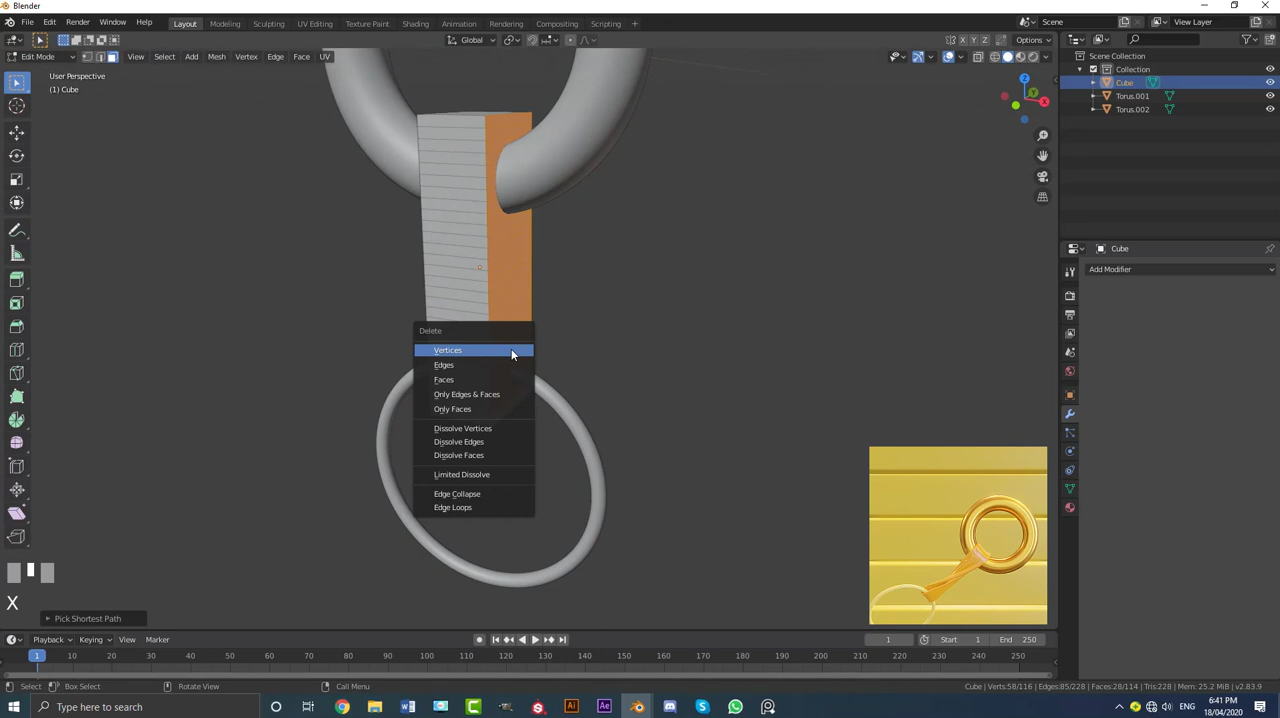 Blender
File Edit Render Window Help Layout Modeling Sculpting UV Editing Texture Paint Shading Animation Rendering Compositing Scripting + Scene View Layer
Global X Y Z Options
Edit Mode View Select Add Mesh Vertex Edge Face UV
User Perspective
(1) Cube
Z
Y
X
Scene Collection
Collection
Cube
Torus.001
Torus.002
Cube
Add Modifier
Delete
Vertices
Edges
Faces
Only Edges & Faces
Only Faces
Dissolve Vertices
Dissolve Edges
Dissolve Faces
Limited Dissolve
Edge Collapse
Edge Loops
X
Pick Shortest Path
Playback Keying View Marker 1 Start 1 End 250
1 10 20 30 40 50 60 70 80 90 100 110 120 130 140 150 160 170 180 190 200 210 220 230 240 250
Select Box Select Rotate View Call Menu Cube | Verts:58/116 | Edges:85/228 | Faces:28/114 | Tris:228 | Mem: 25.2 MiB | v2.83.9
Type here to search 6:41 PM
18/04/2020